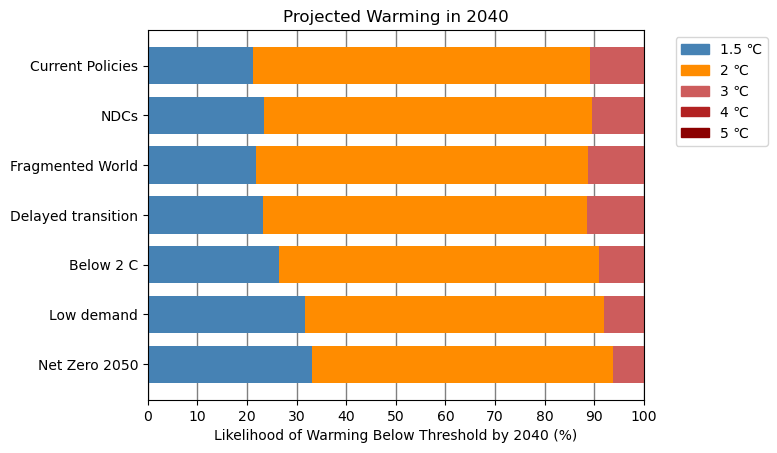 Projected Warming in 2040
Current Policies
NDCs
Fragmented World
Delayed transition
Below 2 C
Low demand
Net Zero 2050
0 10 20 30 40 50 60 70 80 90 100
Likelihood of Warming Below Threshold by 2040 (%)
1.5 ℃
2 ℃
3 ℃
4 ℃
5 ℃